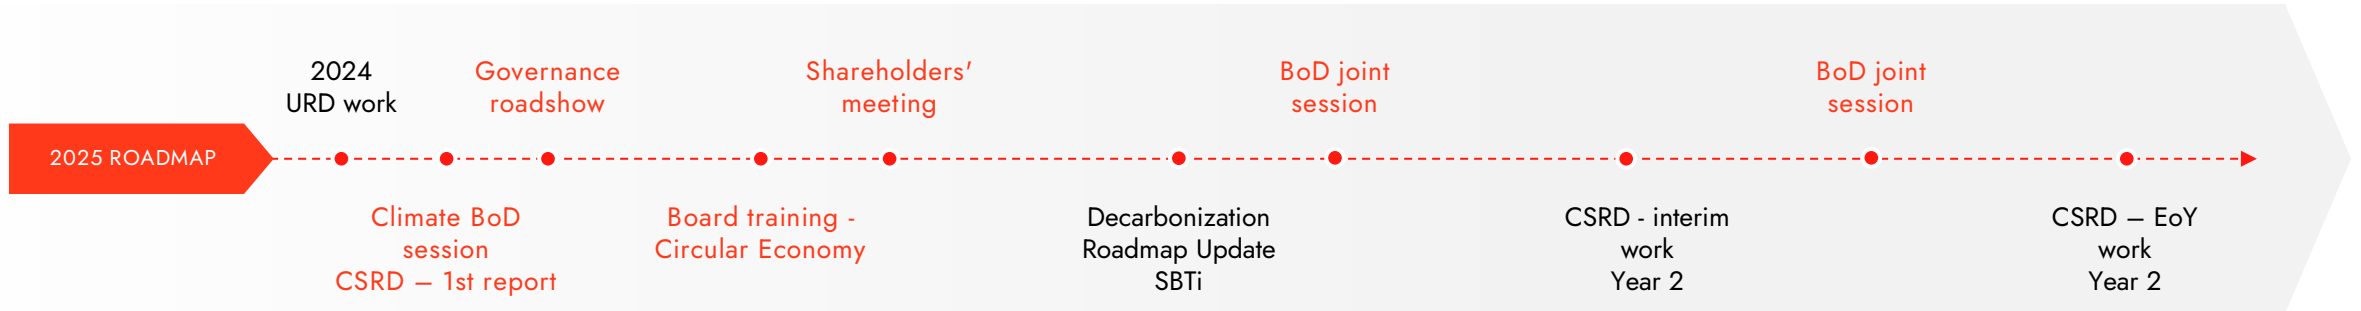 2025 ROADMAP
2024
URD work
Climate BoD
session
CSRD – 1st report
Governance
roadshow
Board training -
Circular Economy
Shareholders'
meeting
Decarbonization
Roadmap Update
SBTi
BoD joint
session
CSRD - interim
work
Year 2
BoD joint
session
CSRD – EoY
work
Year 2